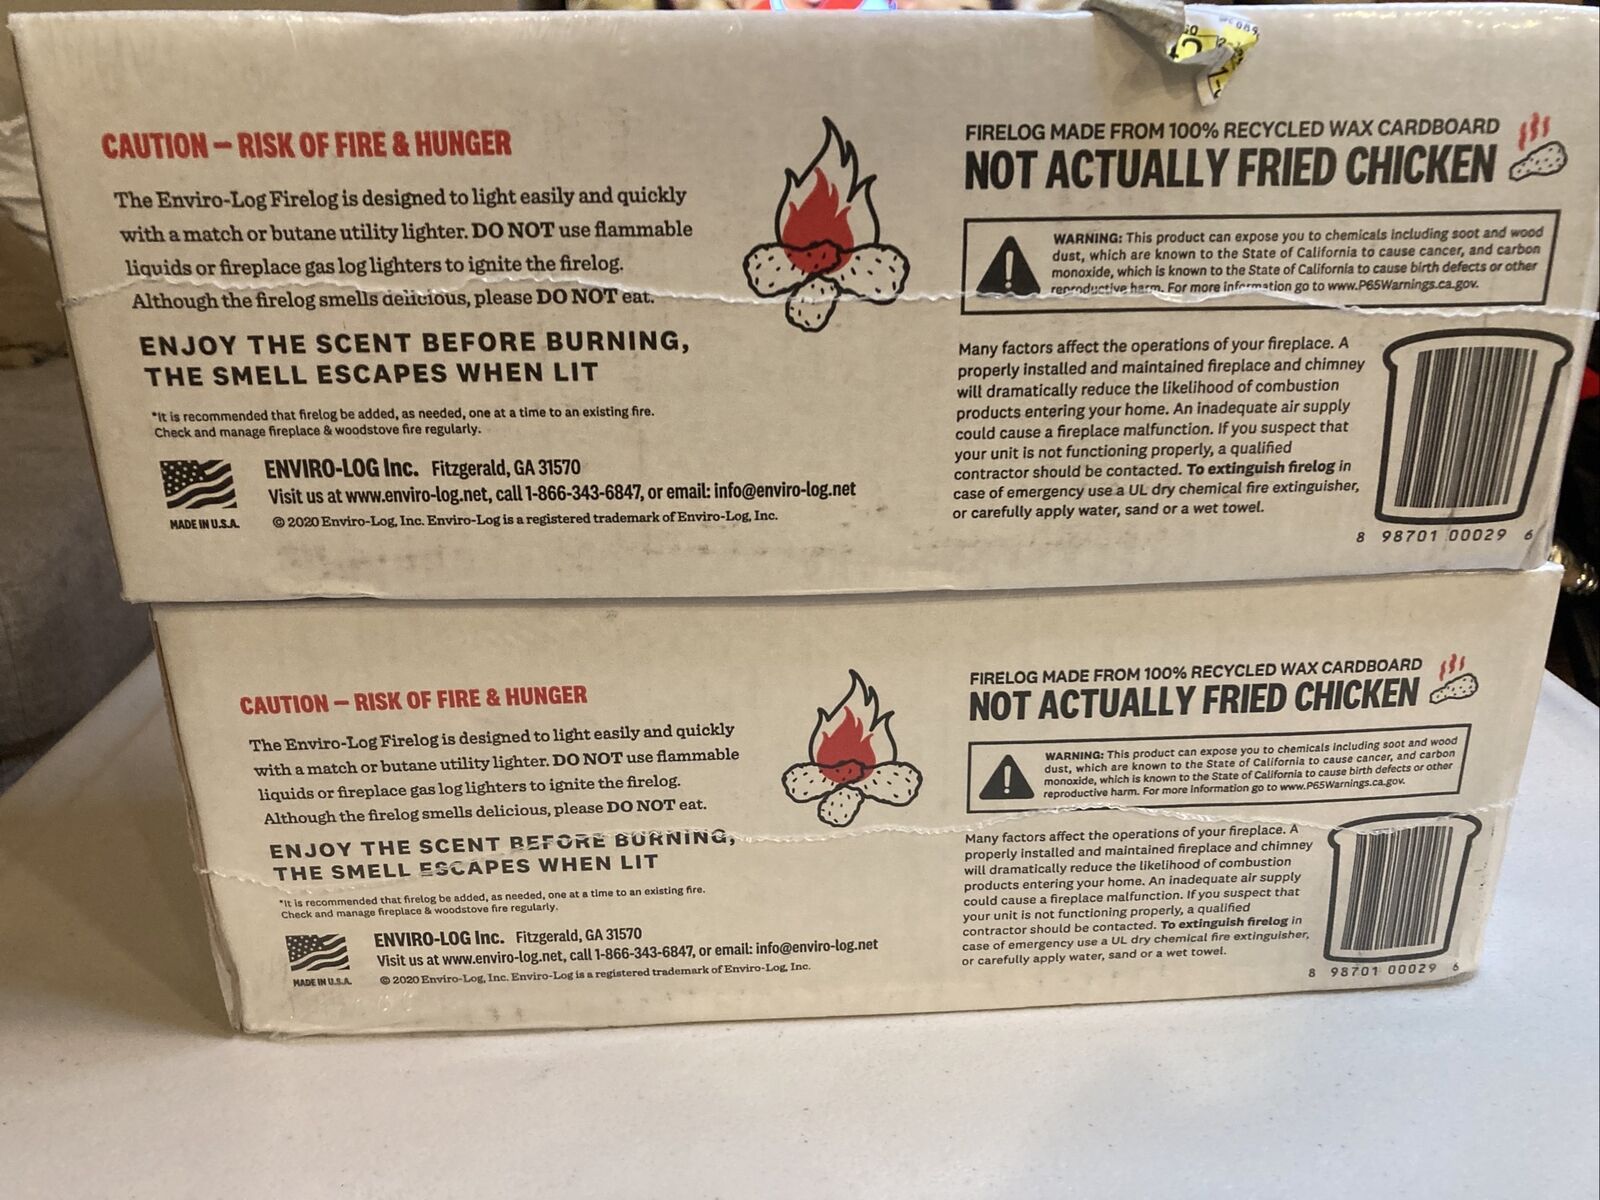 CAUTION – RISK OF FIRE & HUNGER
The Enviro-Log Firelog is designed to light easily and quickly
with a match or butane utility lighter. DO NOT use flammable
liquids or fireplace gas log lighters to ignite the firelog.
Although the firelog smells delicious, please DO NOT eat.
ENJOY THE SCENT BEFORE BURNING,
THE SMELL ESCAPES WHEN LIT
*It is recommended that firelog be added, as needed, one at a time to an existing fire.
Check and manage fireplace & woodstove fire regularly.
MADE IN U.S.A.
ENVIRO-LOG Inc. Fitzgerald, GA 31570
Visit us at www.enviro-log.net, call 1-866-343-6847, or email: info@enviro-log.net
© 2020 Enviro-Log, Inc. Enviro-Log is a registered trademark of Enviro-Log, Inc.
FIRELOG MADE FROM 100% RECYCLED WAX CARDBOARD
NOT ACTUALLY FRIED CHICKEN
WARNING: This product can expose you to chemicals including soot and wood
dust, which are known to the State of California to cause cancer, and carbon
monoxide, which is known to the State of California to cause birth defects or other
reproductive harm. For more information go to www.P65Warnings.ca.gov.
Many factors affect the operations of your fireplace. A
properly installed and maintained fireplace and chimney
will dramatically reduce the likelihood of combustion
products entering your home. An inadequate air supply
could cause a fireplace malfunction. If you suspect that
your unit is not functioning properly, a qualified
contractor should be contacted. To extinguish firelog in
case of emergency use a UL dry chemical fire extinguisher,
or carefully apply water, sand or a wet towel.
8 98701 00029 6
CAUTION – RISK OF FIRE & HUNGER
The Enviro-Log Firelog is designed to light easily and quickly
with a match or butane utility lighter. DO NOT use flammable
liquids or fireplace gas log lighters to ignite the firelog.
Although the firelog smells delicious, please DO NOT eat.
ENJOY THE SCENT BEFORE BURNING,
THE SMELL ESCAPES WHEN LIT
*It is recommended that firelog be added, as needed, one at a time to an existing fire.
Check and manage fireplace & woodstove fire regularly.
MADE IN U.S.A.
ENVIRO-LOG Inc. Fitzgerald, GA 31570
Visit us at www.enviro-log.net, call 1-866-343-6847, or email: info@enviro-log.net
© 2020 Enviro-Log, Inc. Enviro-Log is a registered trademark of Enviro-Log, Inc.
FIRELOG MADE FROM 100% RECYCLED WAX CARDBOARD
NOT ACTUALLY FRIED CHICKEN
WARNING: This product can expose you to chemicals including soot and wood
dust, which are known to the State of California to cause cancer, and carbon
monoxide, which is known to the State of California to cause birth defects or other
reproductive harm. For more information go to www.P65Warnings.ca.gov.
Many factors affect the operations of your fireplace. A
properly installed and maintained fireplace and chimney
will dramatically reduce the likelihood of combustion
products entering your home. An inadequate air supply
could cause a fireplace malfunction. If you suspect that
your unit is not functioning properly, a qualified
contractor should be contacted. To extinguish firelog in
case of emergency use a UL dry chemical fire extinguisher,
or carefully apply water, sand or a wet towel.
8 98701 00029 6